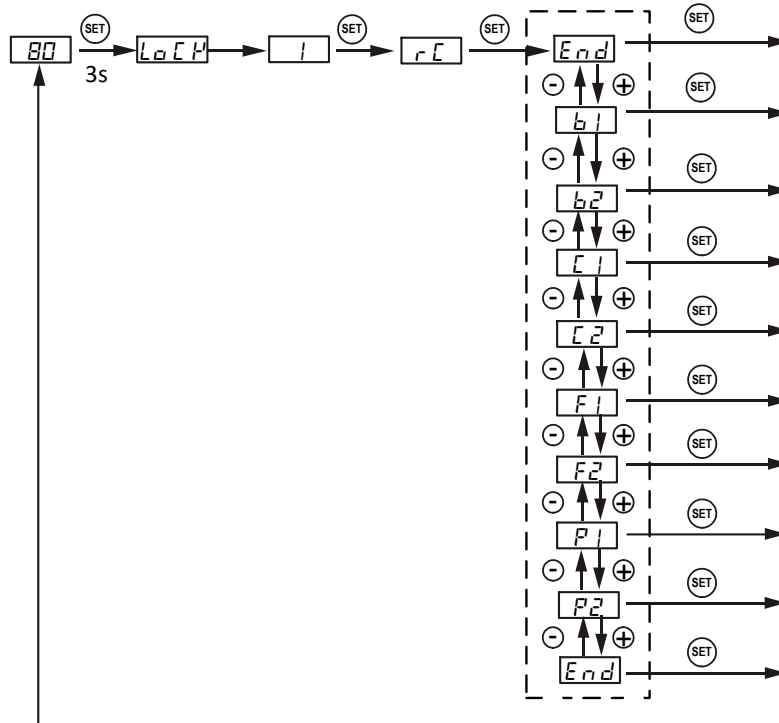 80 SET LoCK 1 SET rC SET End SET
3s
- + SET
b1
- + SET
b2
- + SET
C1
- + SET
C2
- + SET
F1
- + SET
F2
- + SET
P1
- + SET
P2
- + SET
End